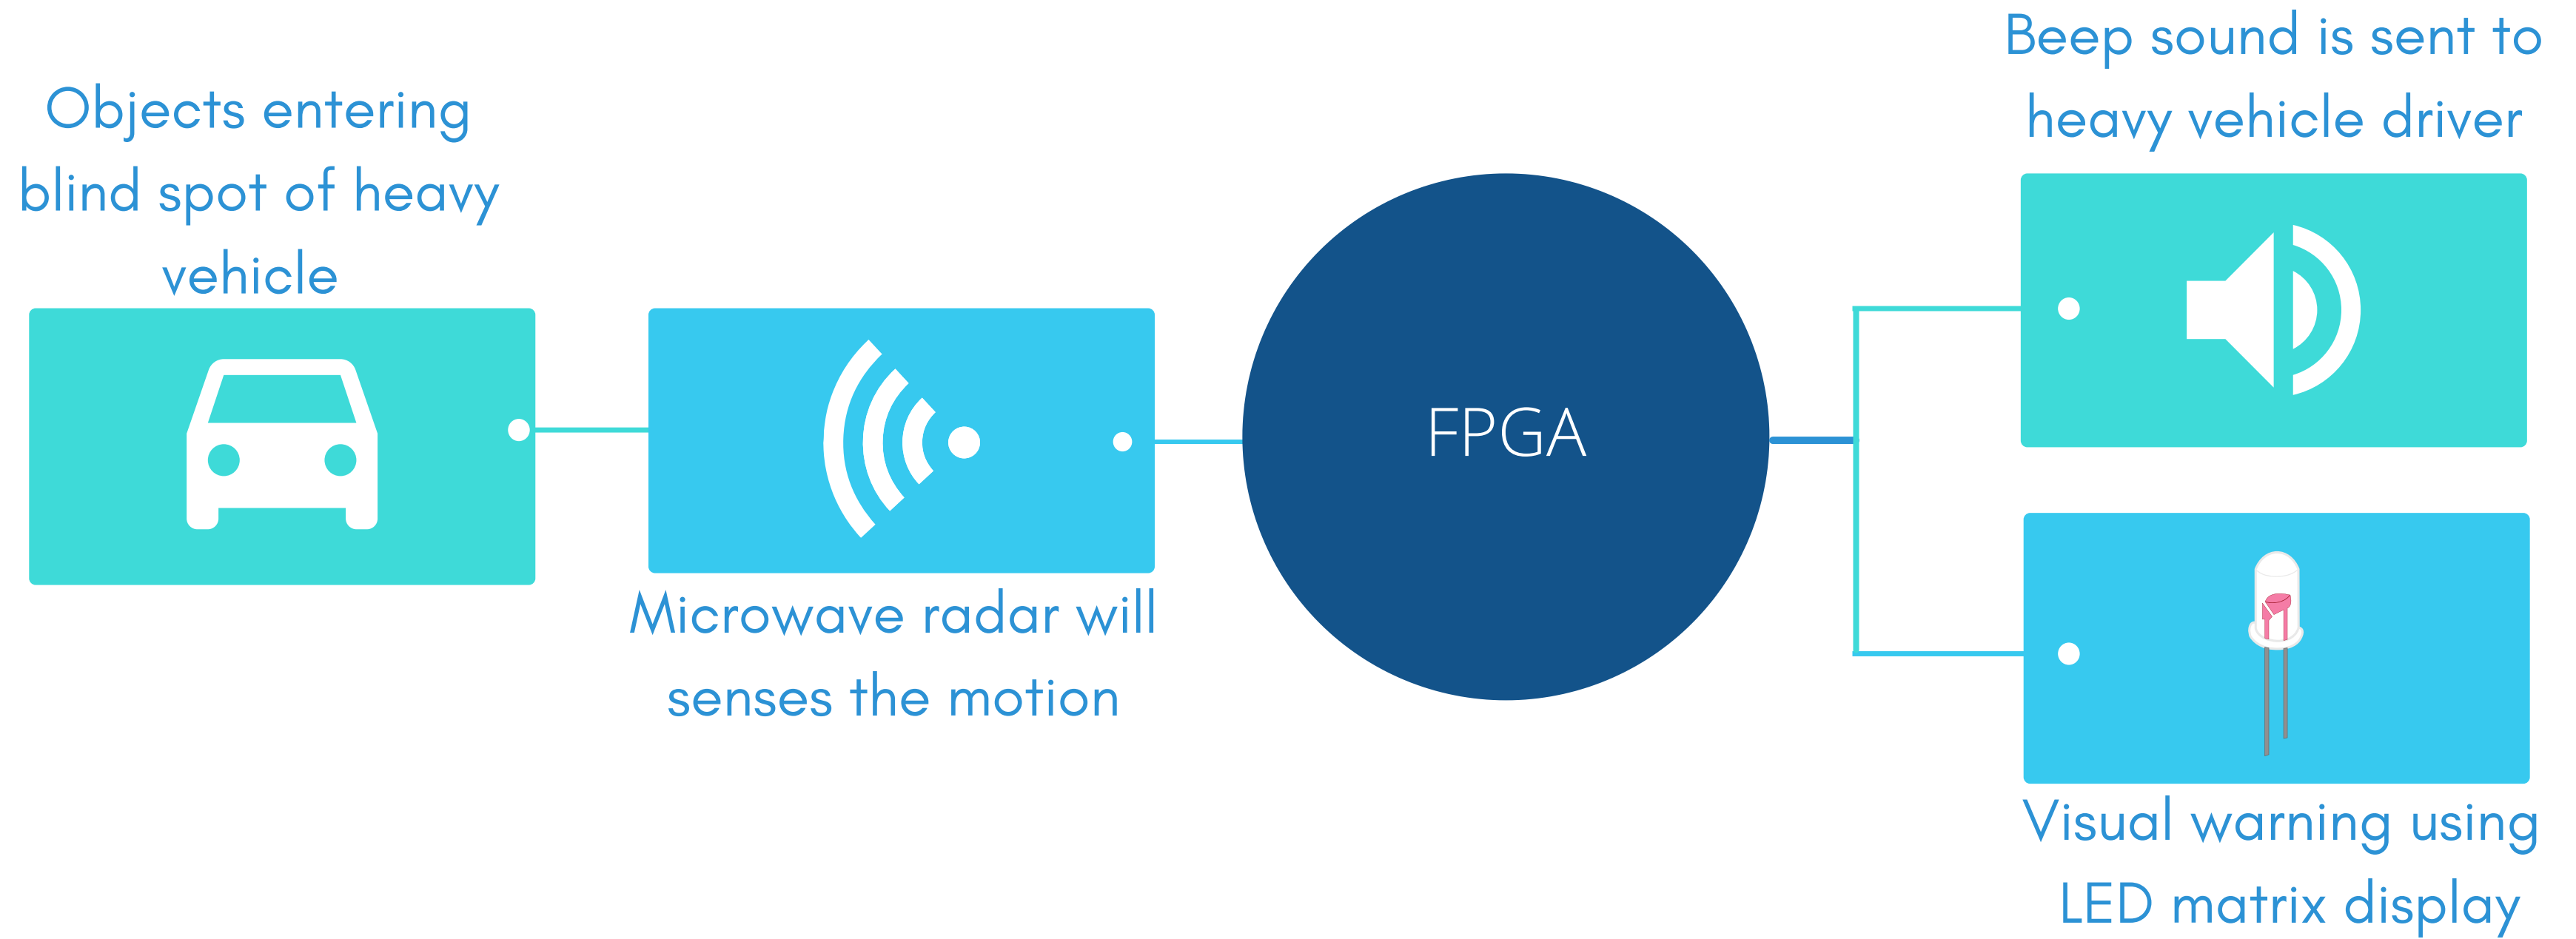 Objects entering
blind spot of heavy
vehicle
Microwave radar will
senses the motion
FPGA
Beep sound is sent to
heavy vehicle driver
Visual warning using
LED matrix display